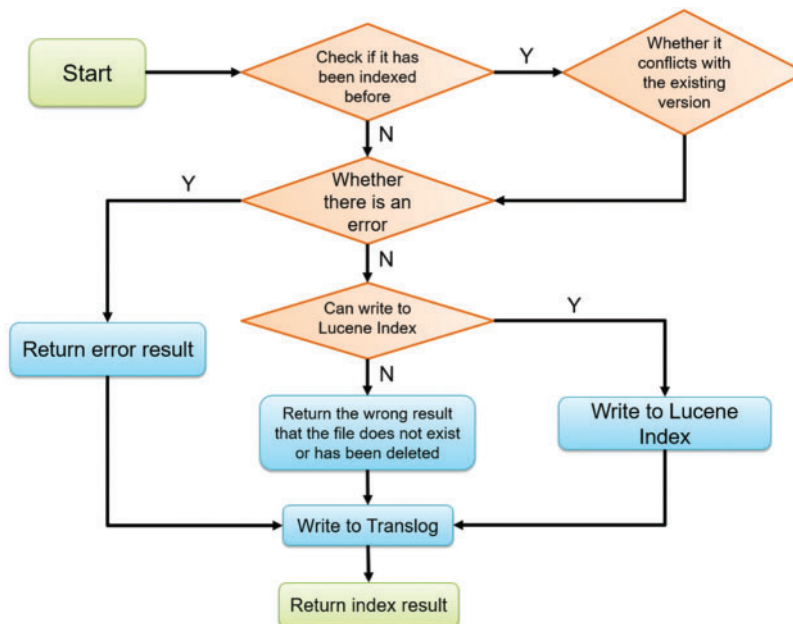 Start
Check if it has
been indexed
before
Y
Whether it
conflicts with
the existing
version
N
Y
Whether
there is an
error
N
Can write to
Lucene Index
Y
Return error result
N
Return the wrong result
that the file does not exist
or has been deleted
Write to Lucene
Index
Write to Translog
Return index result